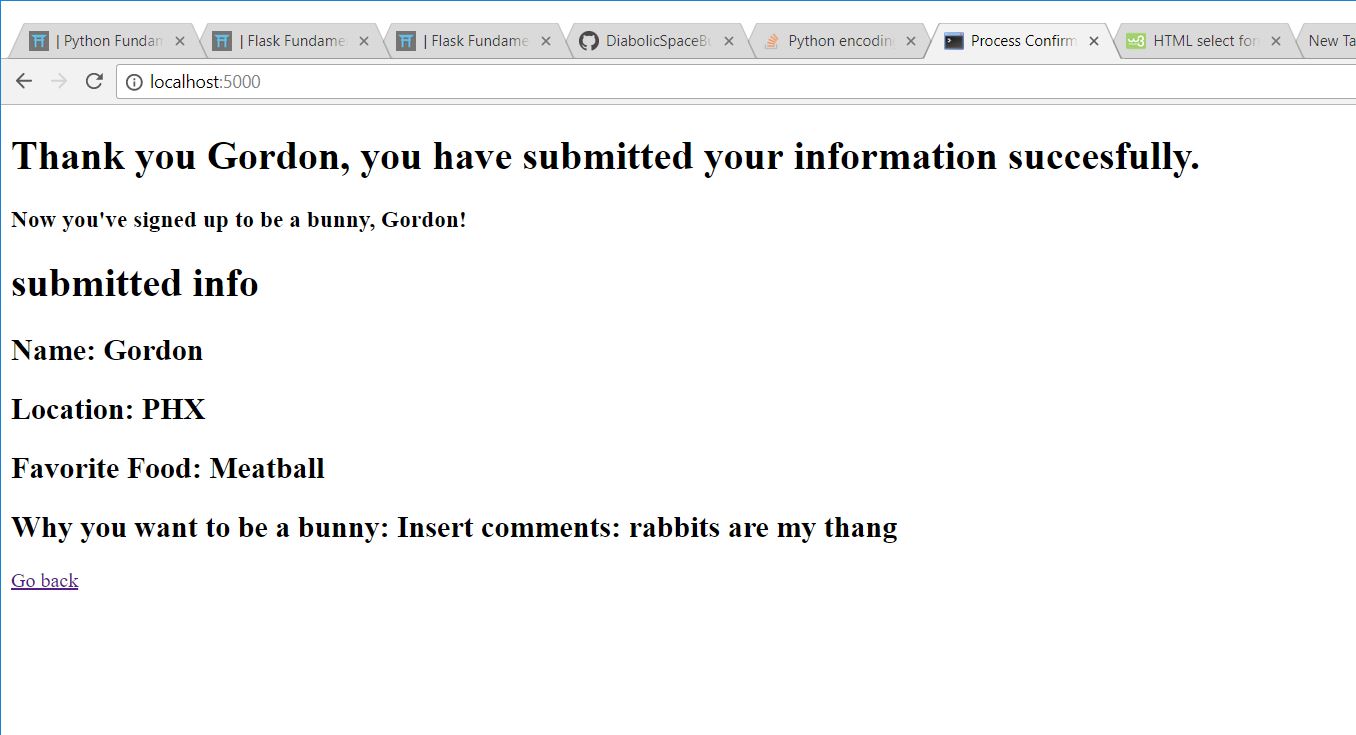 | Python Fundam
| Flask Fundame
| Flask Fundame
DiabolicSpaceB
Python encoding
Process Confirm
HTML select for
New Ta
localhost:5000
Thank you Gordon, you have submitted your information succesfully.
Now you've signed up to be a bunny, Gordon!
submitted info
Name: Gordon
Location: PHX
Favorite Food: Meatball
Why you want to be a bunny: Insert comments: rabbits are my thang
Go back